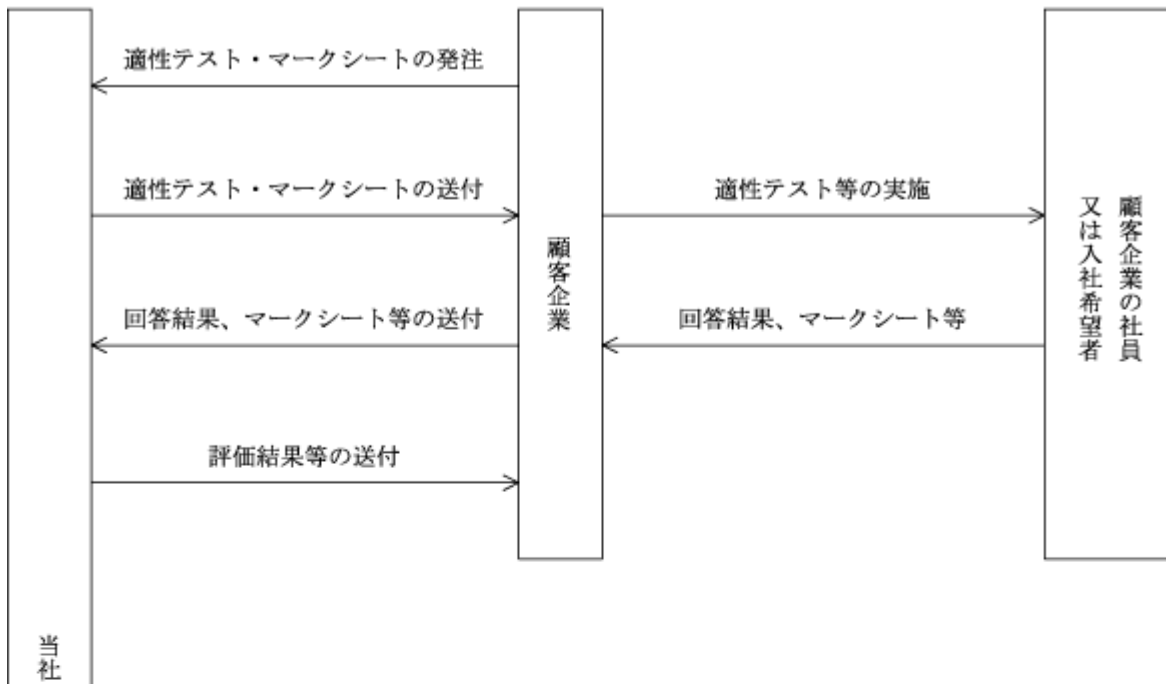 適性テスト・マークシートの発注
適性テスト・マークシートの送付
適性テスト等の実施
回答結果、マークシート等の送付
回答結果、マークシート等
評価結果等の送付
当社
顧客企業
顧客企業の社員
又は入社希望者